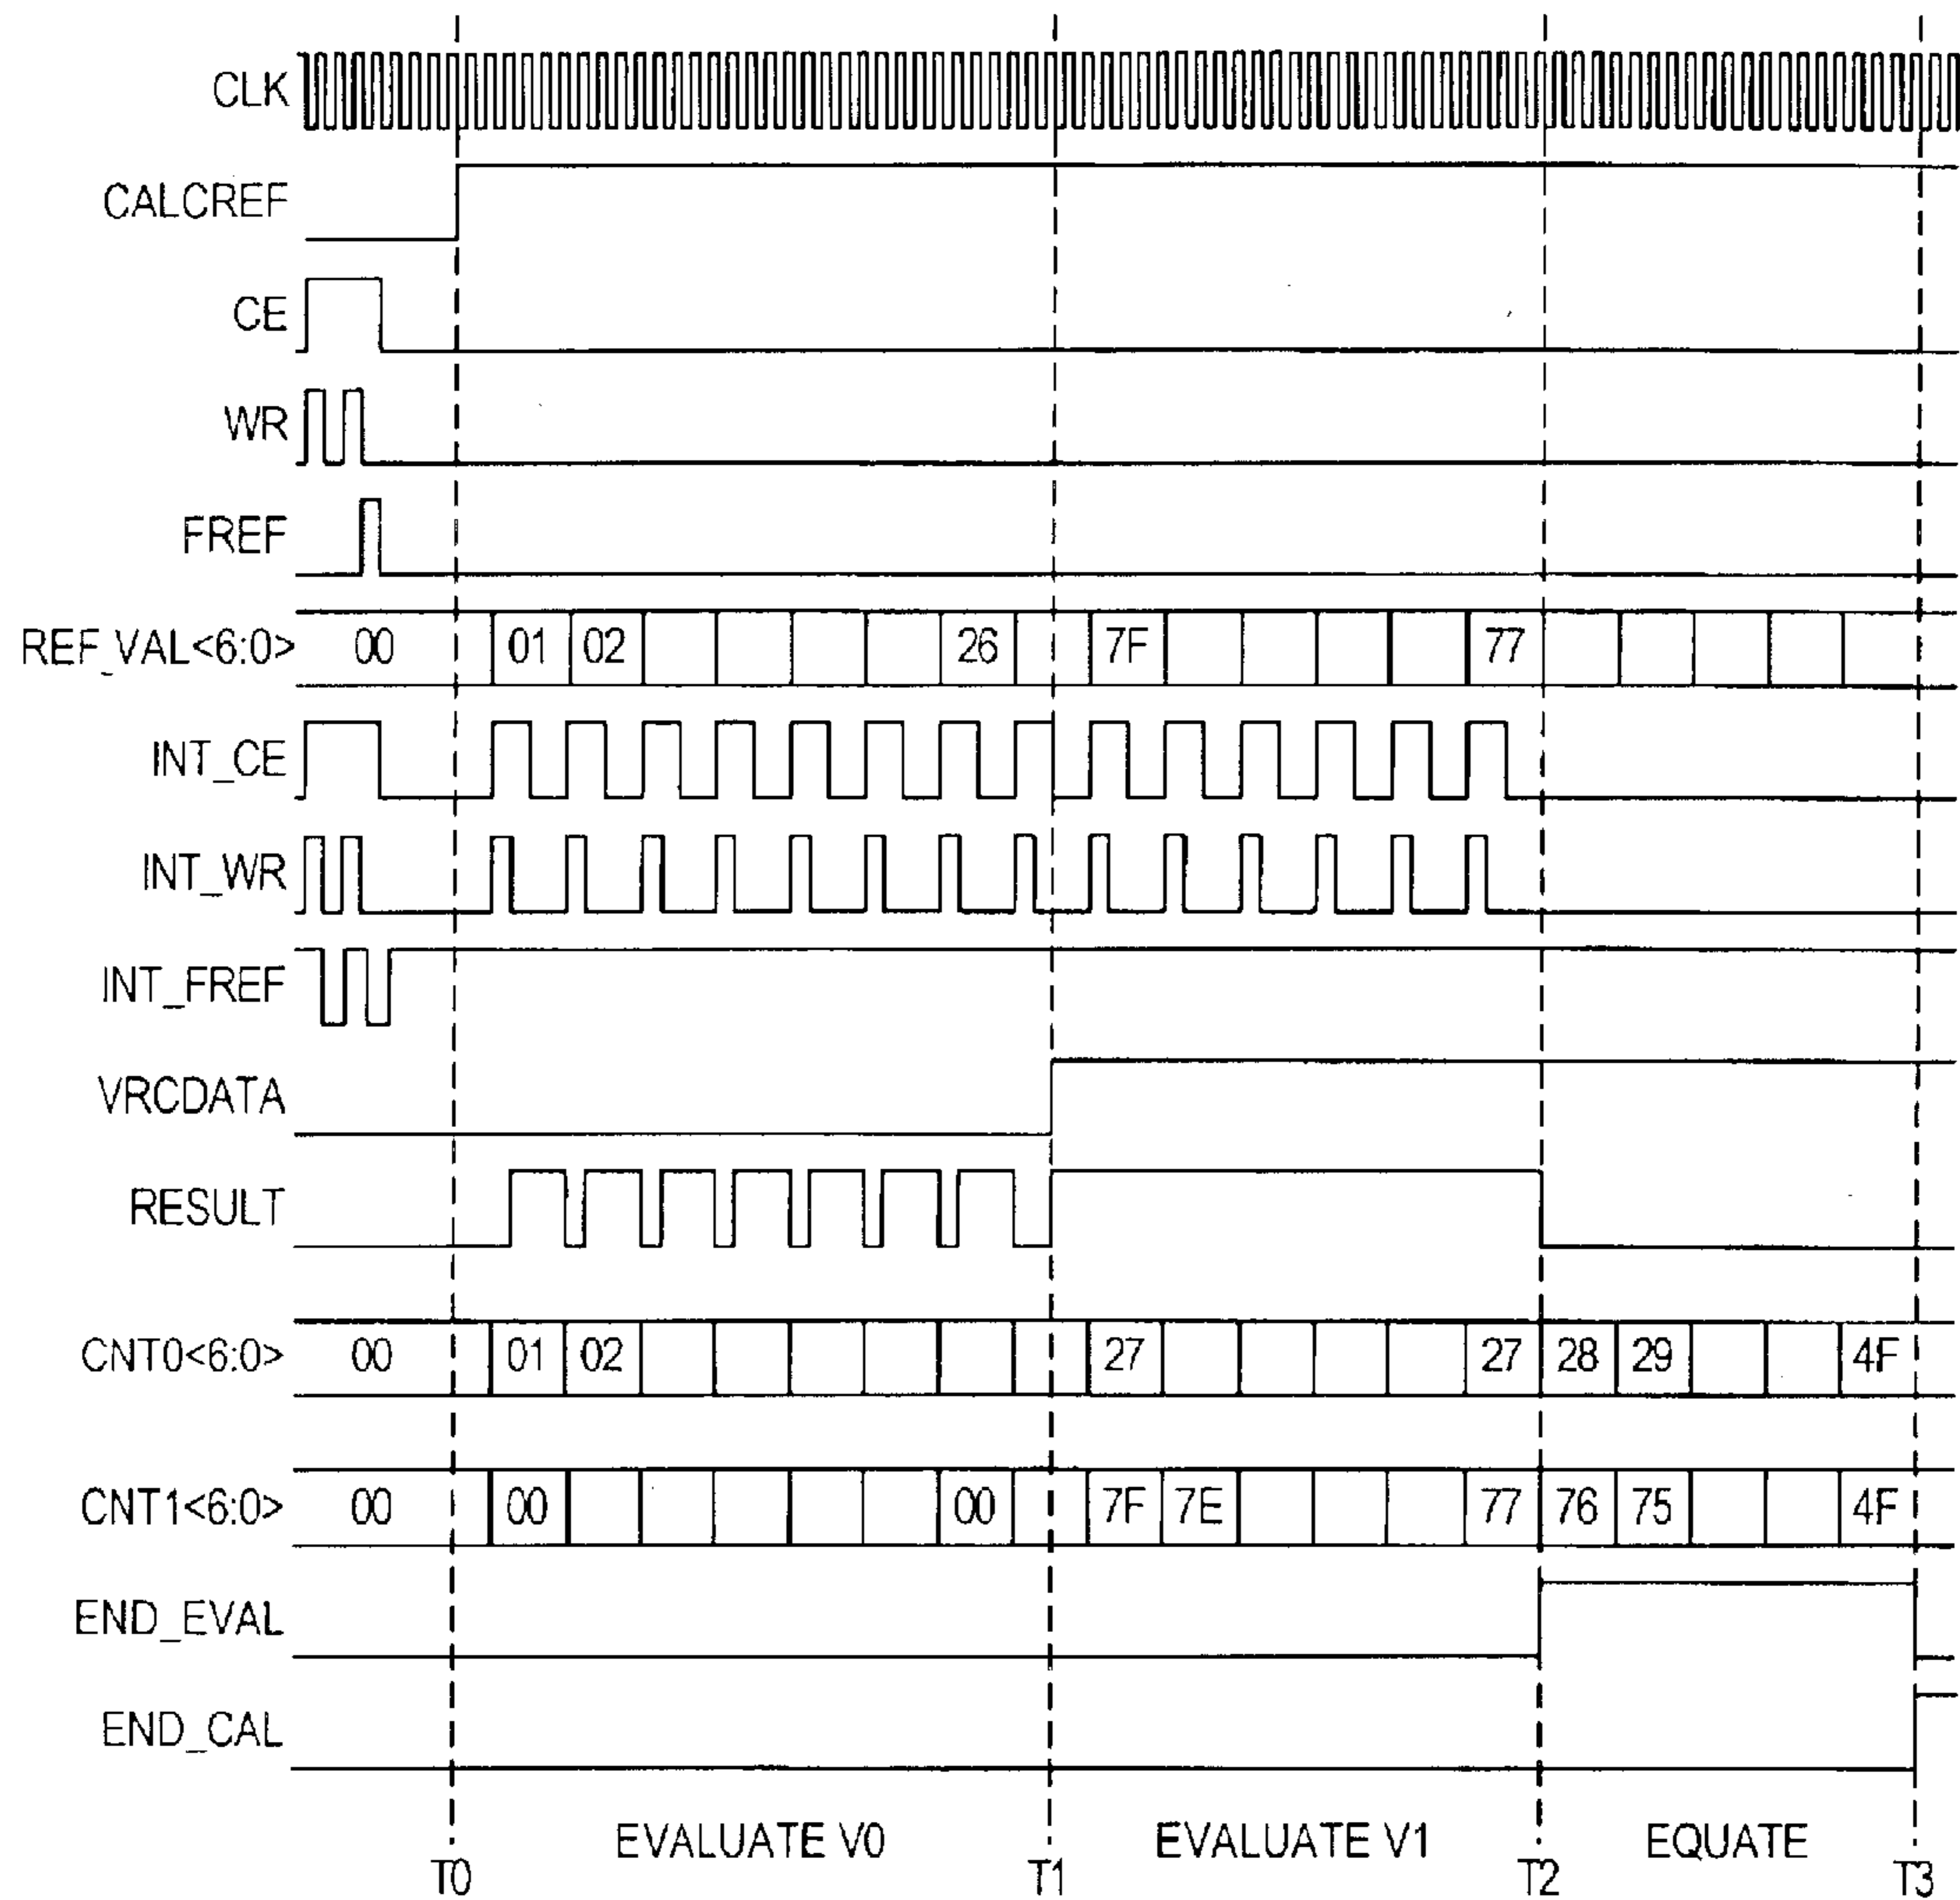 CLK
CALCREF
CE
WR
FREF
REF_VAL<6:0> 00 01 02 26 7F 77
INT_CE
INT_WR
INT_FREF
VRCDATA
RESULT
CNT0<6:0> 00 01 02 27 27 28 29 4F
CNT1<6:0> 00 00 00 7F 7E 77 76 75 4F
END_EVAL
END_CAL
EVALUATE V0 EVALUATE V1 EQUATE
T0 T1 T2 T3